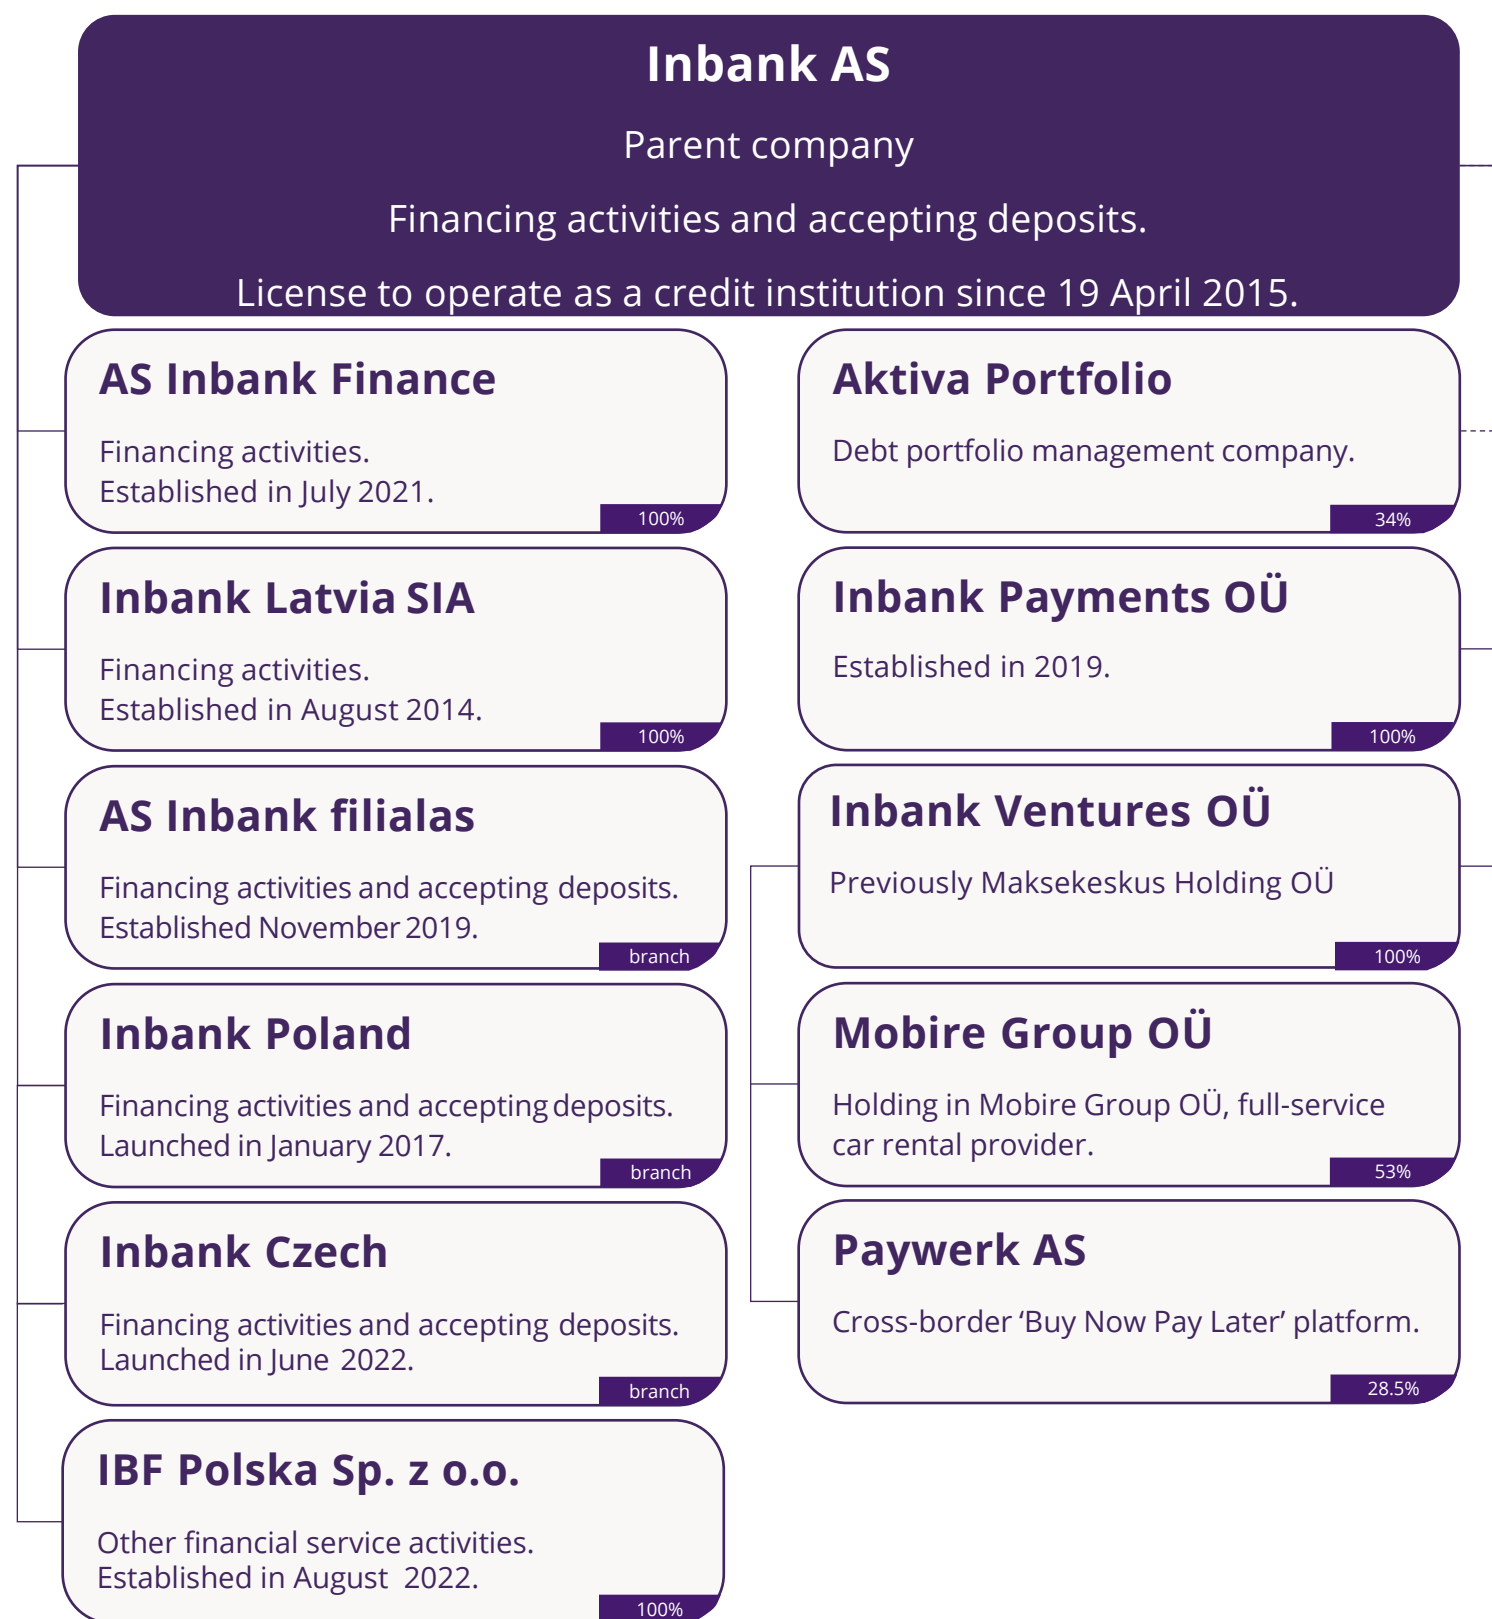 Inbank AS
Parent company
Financing activities and accepting deposits.
License to operate as a credit institution since 19 April 2015.
AS Inbank Finance
Financing activities.
Established in July 2021.
100%
Inbank Latvia SIA
Financing activities.
Established in August 2014.
100%
AS Inbank filialas
Financing activities and accepting deposits.
Established November 2019.
branch
Inbank Poland
Financing activities and accepting deposits.
Launched in January 2017.
branch
Inbank Czech
Financing activities and accepting deposits.
Launched in June 2022.
branch
IBF Polska Sp. z o.o.
Other financial service activities.
Established in August 2022.
100%
Aktiva Portfolio
Debt portfolio management company.
34%
Inbank Payments OÜ
Established in 2019.
100%
Inbank Ventures OÜ
Previously Maksekeskus Holding OÜ
100%
Mobire Group OÜ
Holding in Mobire Group OÜ, full-service
car rental provider.
53%
Paywerk AS
Cross-border ‘Buy Now Pay Later’ platform.
28.5%